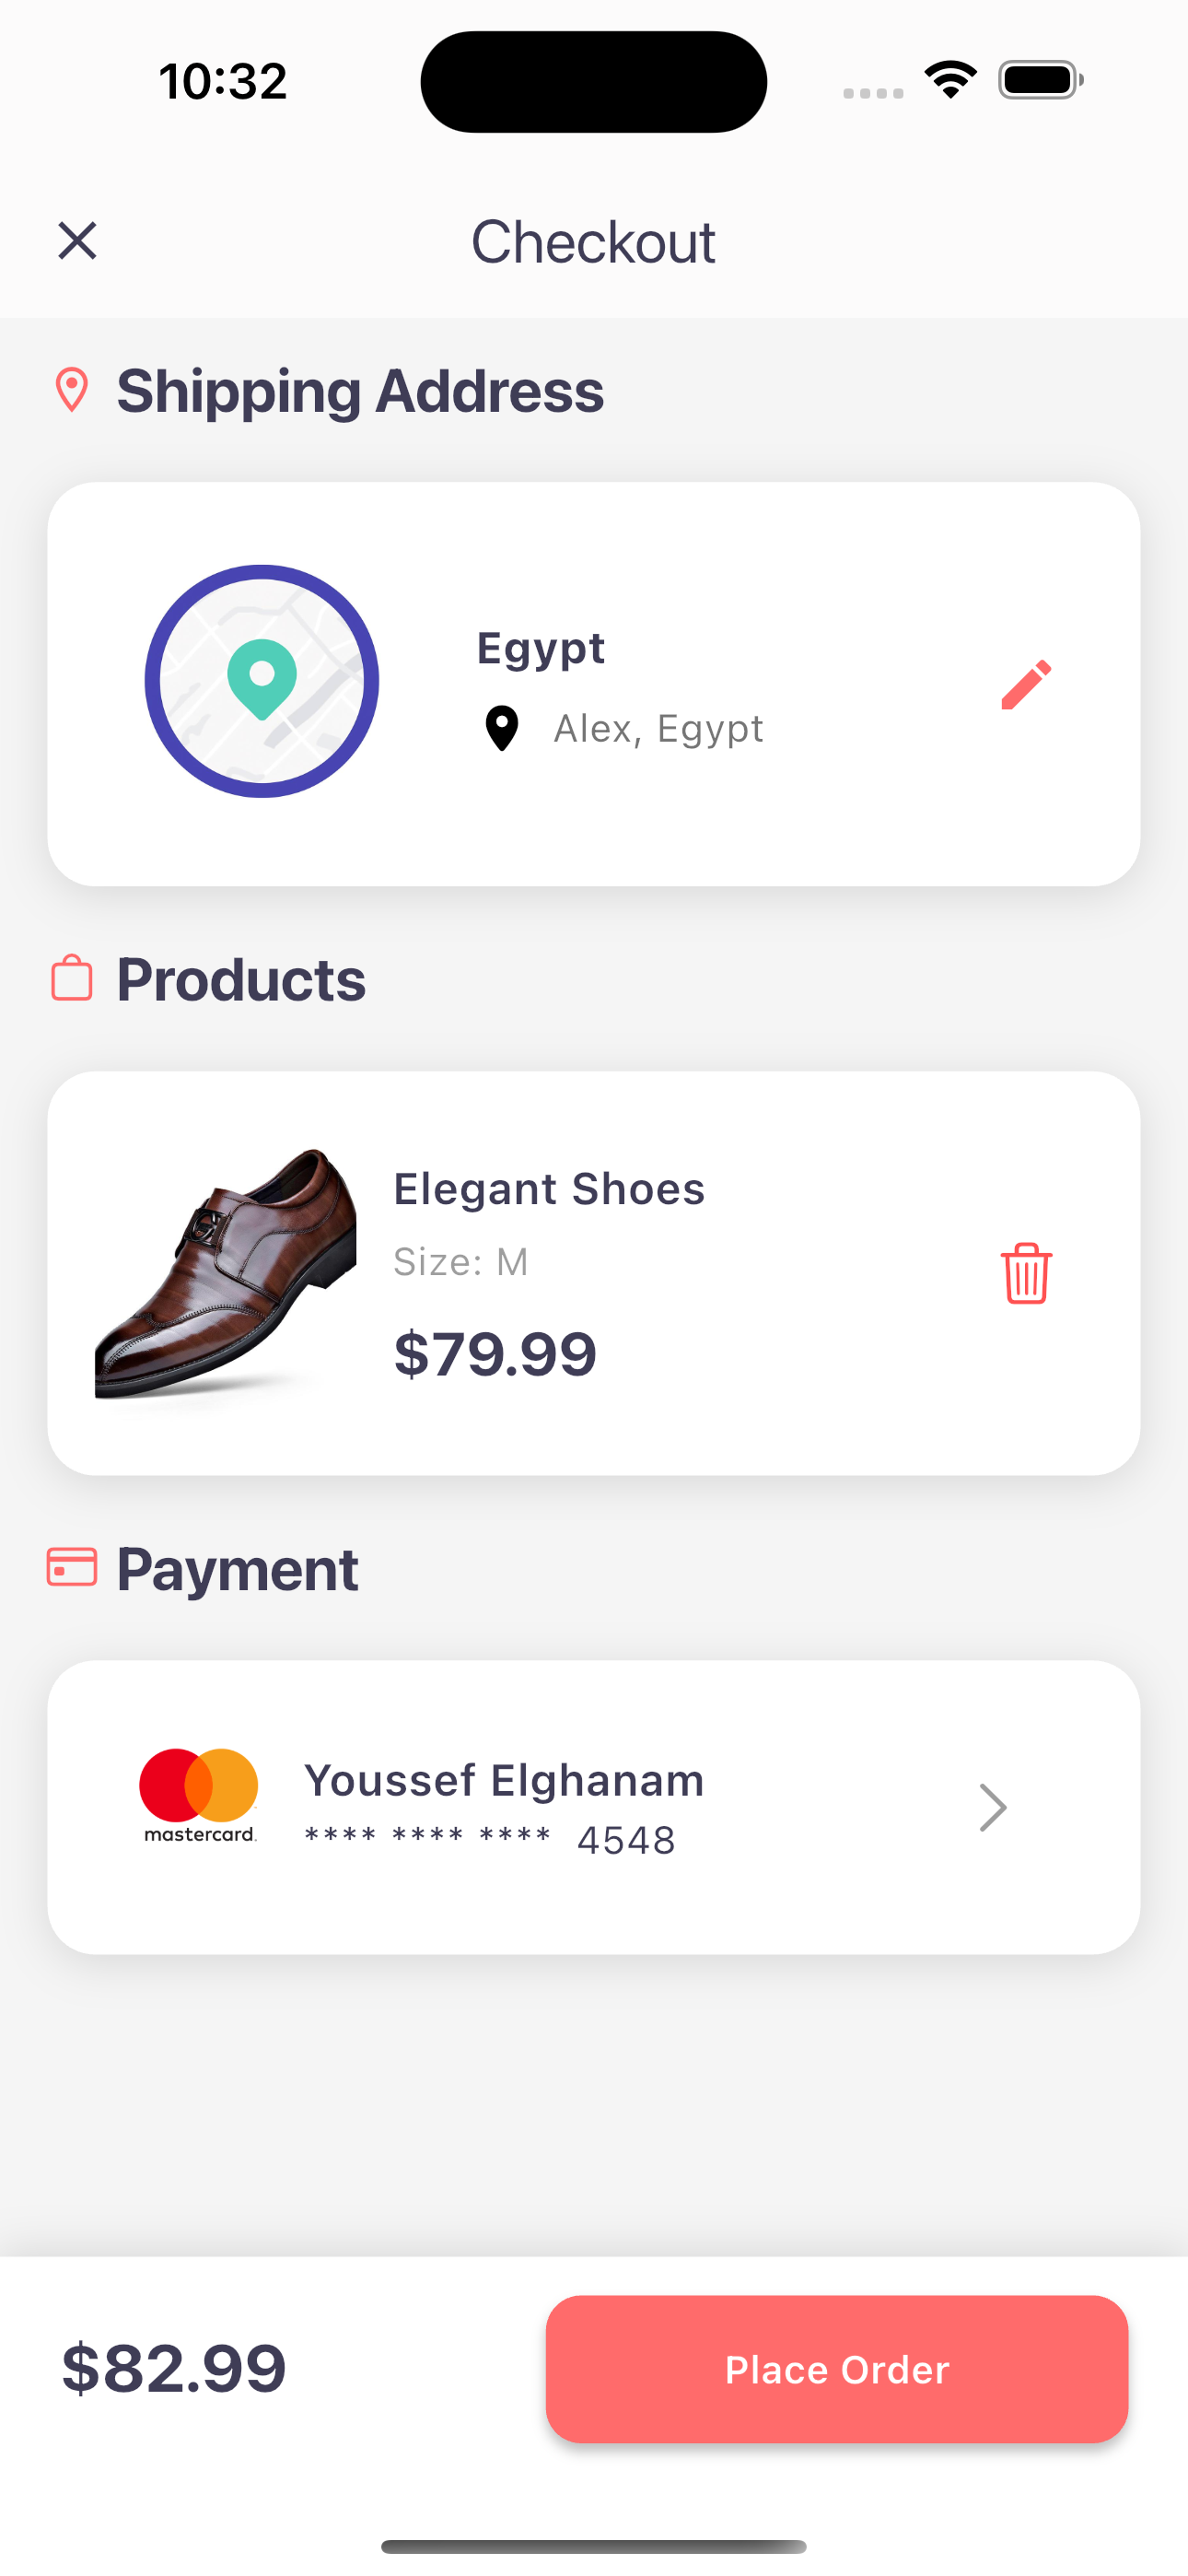 10:32
Checkout
Shipping Address
Egypt
Alex, Egypt
Products
Elegant Shoes
Size: M
$79.99
Payment
Youssef Elghanam
mastercard.
**** **** **** 4548
$82.99
Place Order